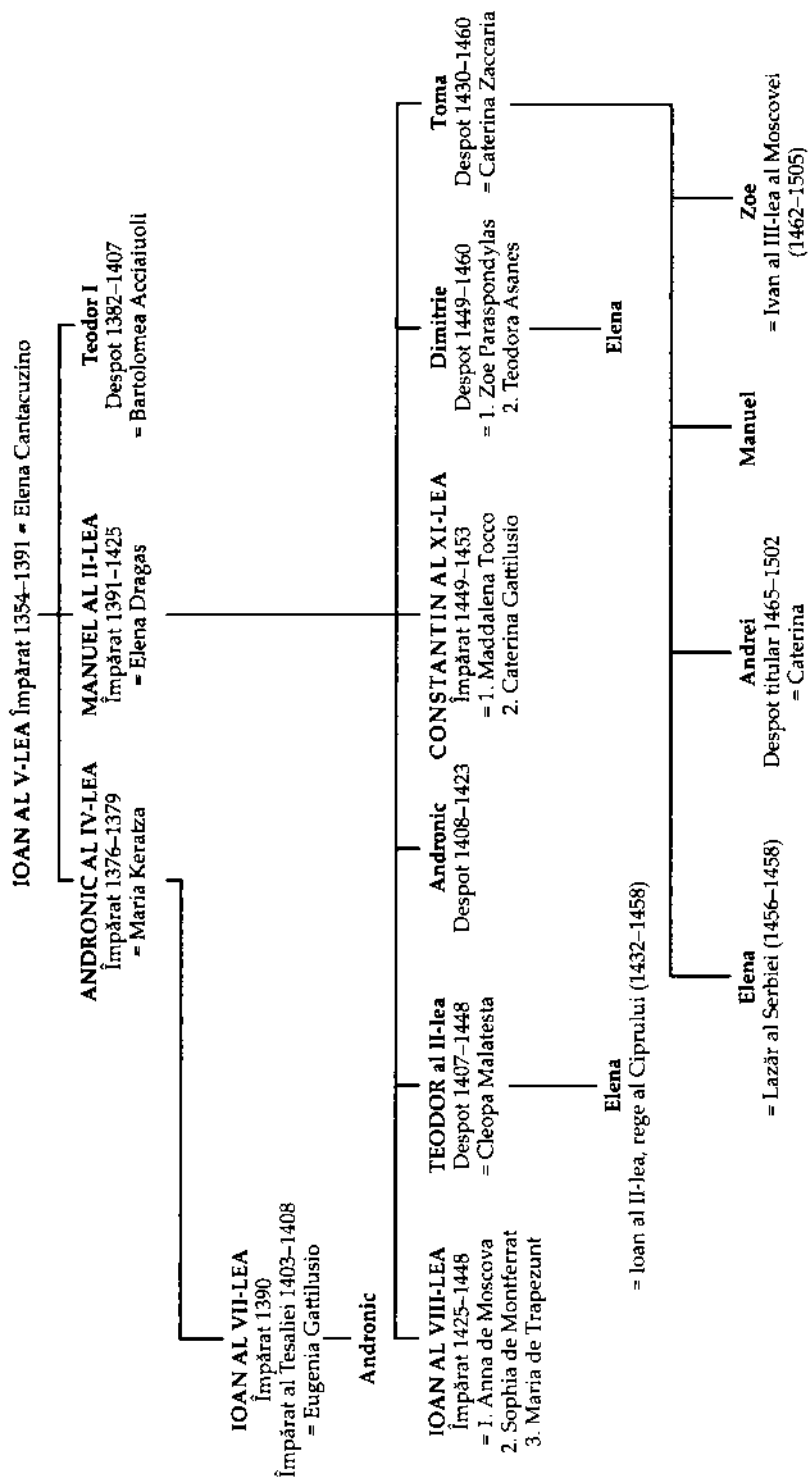 IOAN AL V-LEA Împărat 1354–1391 = Elena Cantacuzino
ANDRONIC AL IV-LEA
Împărat 1376–1379
= Maria Keratza
MANUEL AL II-LEA
Împărat 1391–1425
= Elena Dragas
Teodor I
Despot 1382–1407
= Bartolomea Acciaiuoli
IOAN AL VII-LEA
Împărat 1390
Împărat al Tesaliei 1403–1408
= Eugenia Gattilusio
Andronic
IOAN AL VIII-LEA
Împărat 1425–1448
= 1. Anna de Moscova
2. Sophia de Montferrat
3. Maria de Trapezunt
TEODOR al II-lea
Despot 1407–1448
= Cleopa Malatesta
Andronic
Despot 1408–1423
CONSTANTIN AL XI-LEA
Împărat 1449–1453
= 1. Maddalena Tocco
2. Caterina Gattilusio
Dimitrie
Despot 1449–1460
= 1. Zoe Paraspondylas
2. Teodora Asanes
Toma
Despot 1430–1460
= Caterina Zaccaria
Elena
= Ioan al II-lea, rege al Ciprului (1432–1458)
Elena
Elena
= Lazăr al Serbiei (1456–1458)
Andrei
Despot titular 1465–1502
= Caterina
Manuel
Zoe
= Ivan al III-lea al Moscovei
(1462–1505)